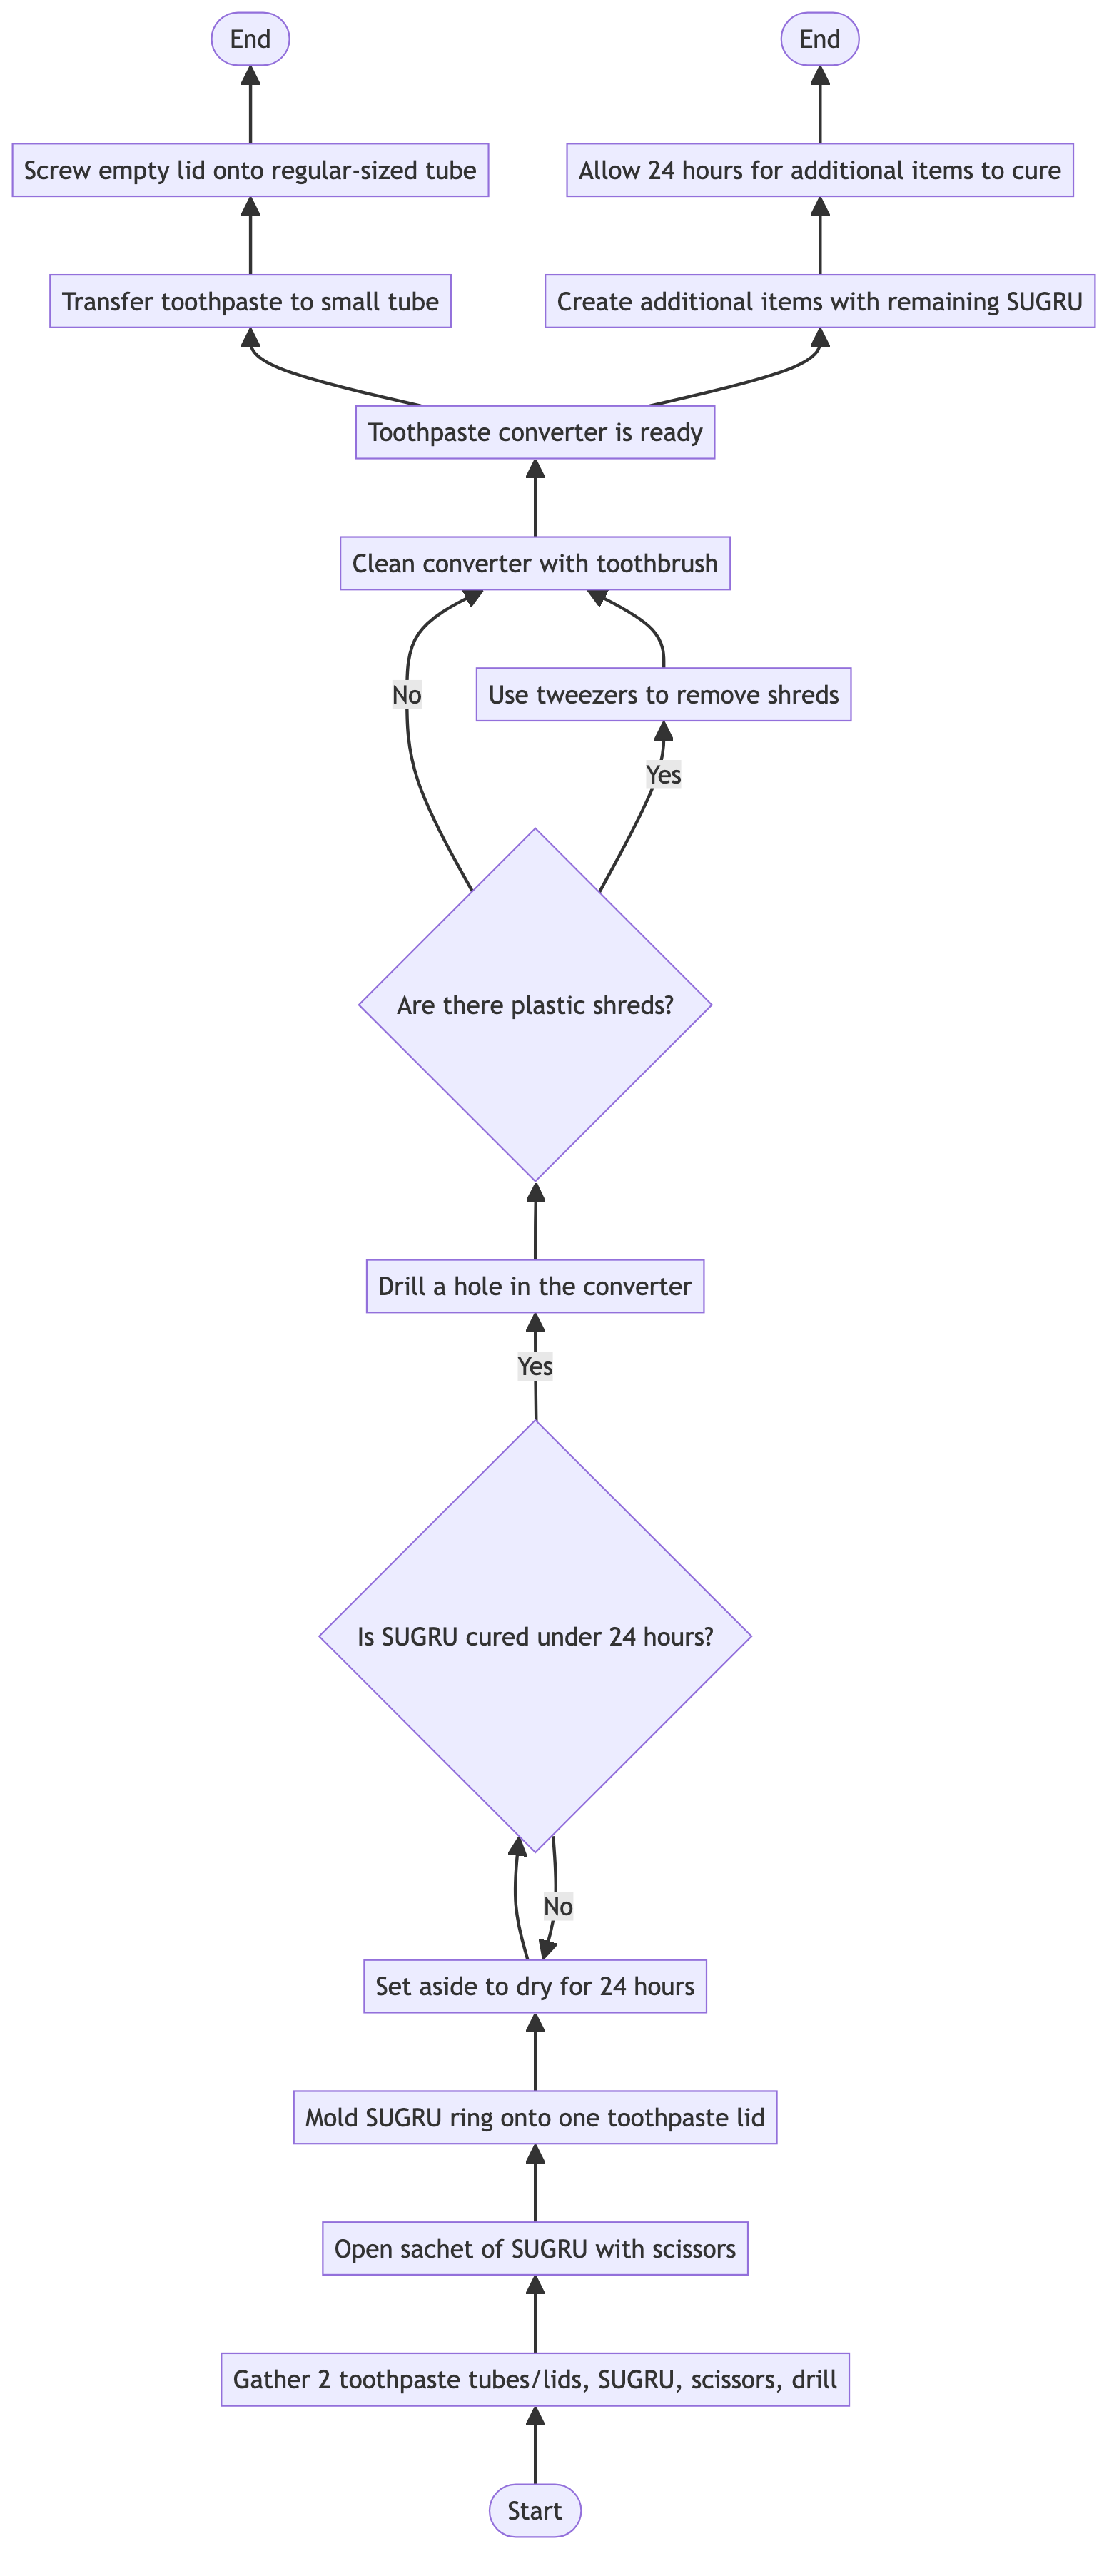 End
End
Screw empty lid onto regular-sized tube
Allow 24 hours for additional items to cure
Transfer toothpaste to small tube
Create additional items with remaining SUGRU
Toothpaste converter is ready
Clean converter with toothbrush
No
Use tweezers to remove shreds
Yes
Are there plastic shreds?
Drill a hole in the converter
Yes
Is SUGRU cured under 24 hours?
No
Set aside to dry for 24 hours
Mold SUGRU ring onto one toothpaste lid
Open sachet of SUGRU with scissors
Gather 2 toothpaste tubes/lids, SUGRU, scissors, drill
Start